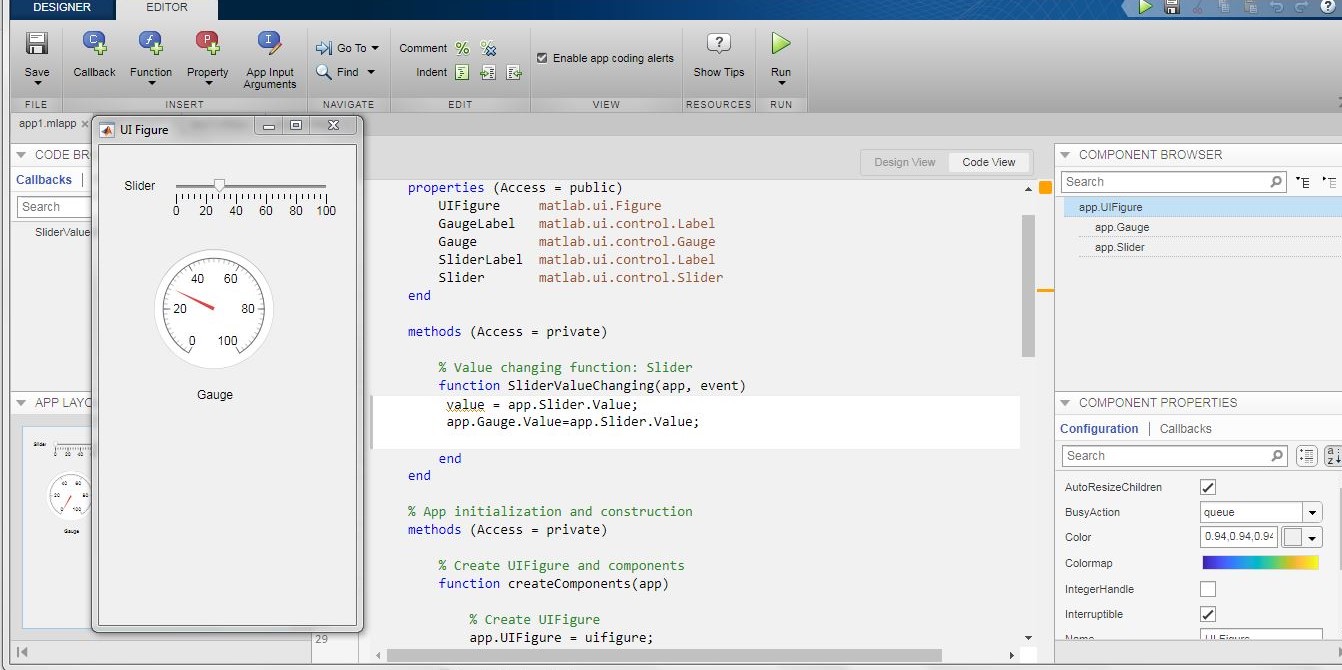 DESIGNER EDITOR
Save Callback Function Property App Input Arguments Go To Find Comment Indent Enable app coding alerts Show Tips Run
FILE INSERT NAVIGATE EDIT VIEW RESOURCES RUN
app1.mlapp
CODE BR
Callbacks
Search
SliderValue
APP LAYO
UI Figure
Slider
0 20 40 60 80 100
0 20 40 60 80 100
Gauge
Slider
0 20 40
Gauge
Design View Code View
properties (Access = public)
UIFigure matlab.ui.Figure
GaugeLabel matlab.ui.control.Label
Gauge matlab.ui.control.Gauge
SliderLabel matlab.ui.control.Label
Slider matlab.ui.control.Slider
end
methods (Access = private)
% Value changing function: Slider
function SliderValueChanging(app, event)
value = app.Slider.Value;
app.Gauge.Value=app.Slider.Value;
end
end
% App initialization and construction
methods (Access = private)
% Create UIFigure and components
function createComponents(app)
% Create UIFigure
29 app.UIFigure = uifigure;
COMPONENT BROWSER
Search
app.UIFigure
app.Gauge
app.Slider
COMPONENT PROPERTIES
Configuration Callbacks
Search
AutoResizeChildren
BusyAction queue
Color 0.94,0.94,0.94
Colormap
IntegerHandle
Interruptible
Name UI Figure